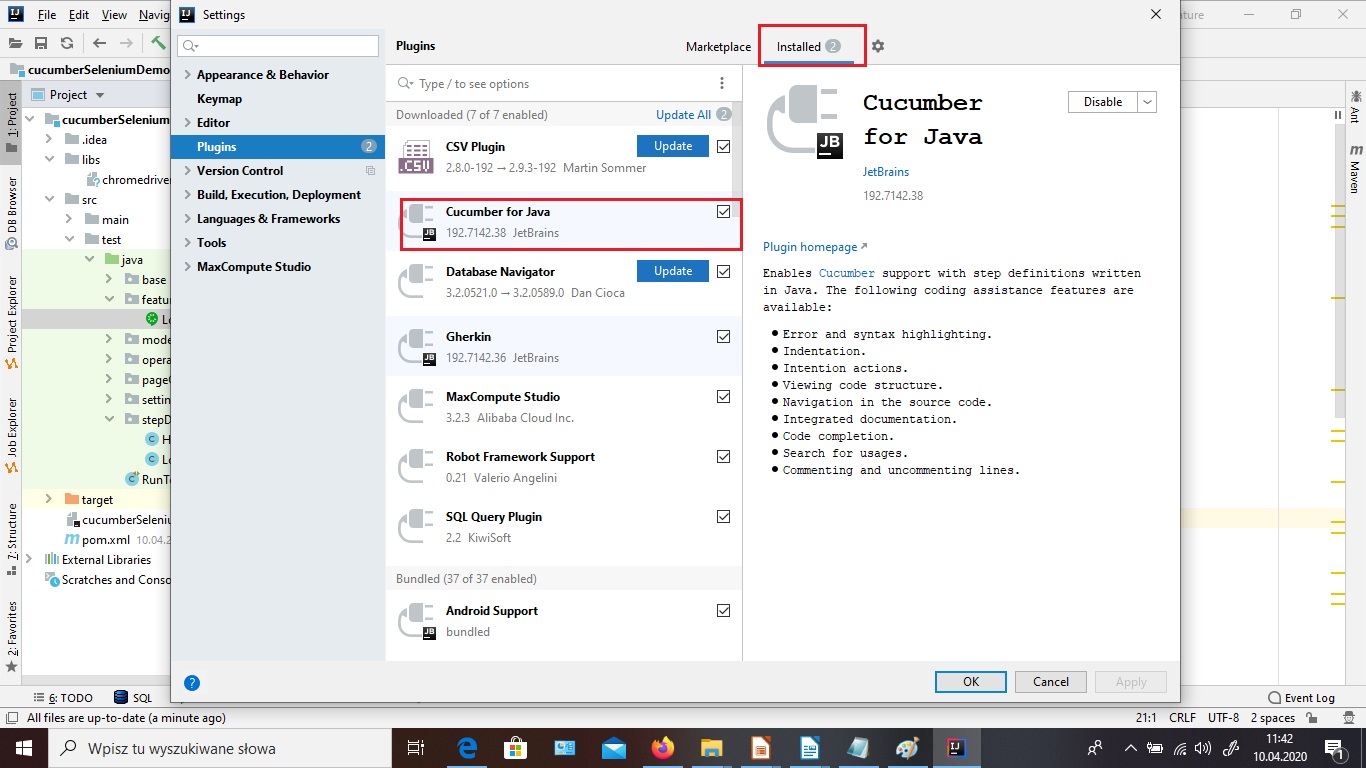 File Edit View Navig
Settings
ature
cucumberSeleniumDemo
Project
cucumberSelenium
.idea
libs
chromedriver
src
main
test
java
base
featur
Lo
mode
opera
page
settin
stepD
H
Lo
RunTe
target
cucumberSeleniu
pom.xml 10.04.2
External Libraries
Scratches and Conso
1: Project
DB Browser
Project Explorer
Job Explorer
7: Structure
2: Favorites
Appearance & Behavior
Keymap
Editor
Plugins 2
Version Control
Build, Execution, Deployment
Languages & Frameworks
Tools
MaxCompute Studio
Plugins
Marketplace
Installed 2
Type / to see options
Downloaded (7 of 7 enabled)
Update All 2
.CSV
CSV Plugin
Update
2.8.0-192 → 2.9.3-192 Martin Sommer
Cucumber for Java
192.7142.38 JetBrains
JB
Database Navigator
Update
3.2.0521.0 → 3.2.0589.0 Dan Cioca
Gherkin
192.7142.36 JetBrains
JB
MaxCompute Studio
3.2.3 Alibaba Cloud Inc.
Robot Framework Support
0.21 Valerio Angelini
SQL Query Plugin
2.2 KiwiSoft
Bundled (37 of 37 enabled)
Android Support
bundled
JB
JB
Cucumber
for Java
Disable
JetBrains
192.7142.38
Plugin homepage
Enables Cucumber support with step definitions written
in Java. The following coding assistance features are
available:
Error and syntax highlighting.
Indentation.
Intention actions.
Viewing code structure.
Navigation in the source code.
Integrated documentation.
Code completion.
Search for usages.
Commenting and uncommenting lines.
Ant
m Maven
?
OK
Cancel
Apply
6: TODO
SQL
Event Log
All files are up-to-date (a minute ago)
21:1 CRLF UTF-8 2 spaces
Wpisz tu wyszukiwane słowa
11:42
10.04.2020
1